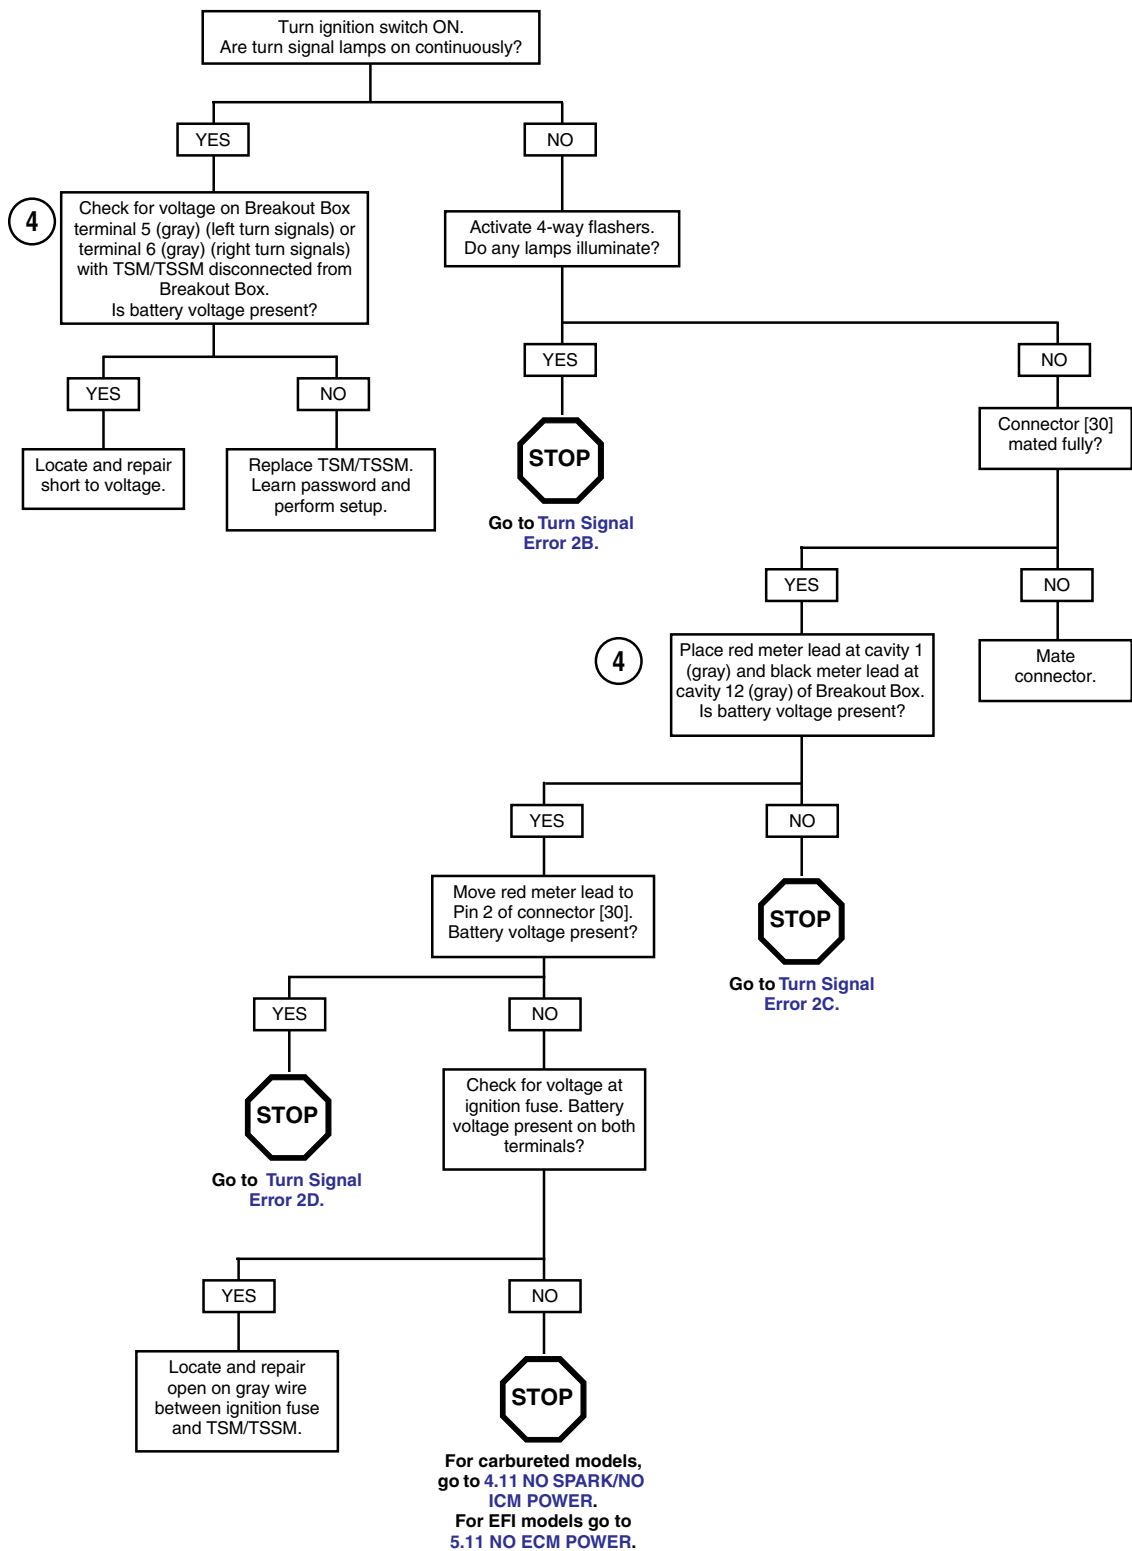 Turn ignition switch ON.
Are turn signal lamps on continuously?
YES
NO
4
Check for voltage on Breakout Box
terminal 5 (gray) (left turn signals) or
terminal 6 (gray) (right turn signals)
with TSM/TSSM disconnected from
Breakout Box.
Is battery voltage present?
Activate 4-way flashers.
Do any lamps illuminate?
YES
NO
YES
NO
Locate and repair
short to voltage.
Replace TSM/TSSM.
Learn password and
perform setup.
STOP
Go to Turn Signal
Error 2B.
Connector [30]
mated fully?
YES
NO
4
Place red meter lead at cavity 1
(gray) and black meter lead at
cavity 12 (gray) of Breakout Box.
Is battery voltage present?
Mate
connector.
YES
NO
Move red meter lead to
Pin 2 of connector [30].
Battery voltage present?
STOP
Go to Turn Signal
Error 2C.
YES
NO
STOP
Go to Turn Signal
Error 2D.
Check for voltage at
ignition fuse. Battery
voltage present on both
terminals?
YES
NO
Locate and repair
open on gray wire
between ignition fuse
and TSM/TSSM.
STOP
For carbureted models,
go to 4.11 NO SPARK/NO
ICM POWER.
For EFI models go to
5.11 NO ECM POWER.